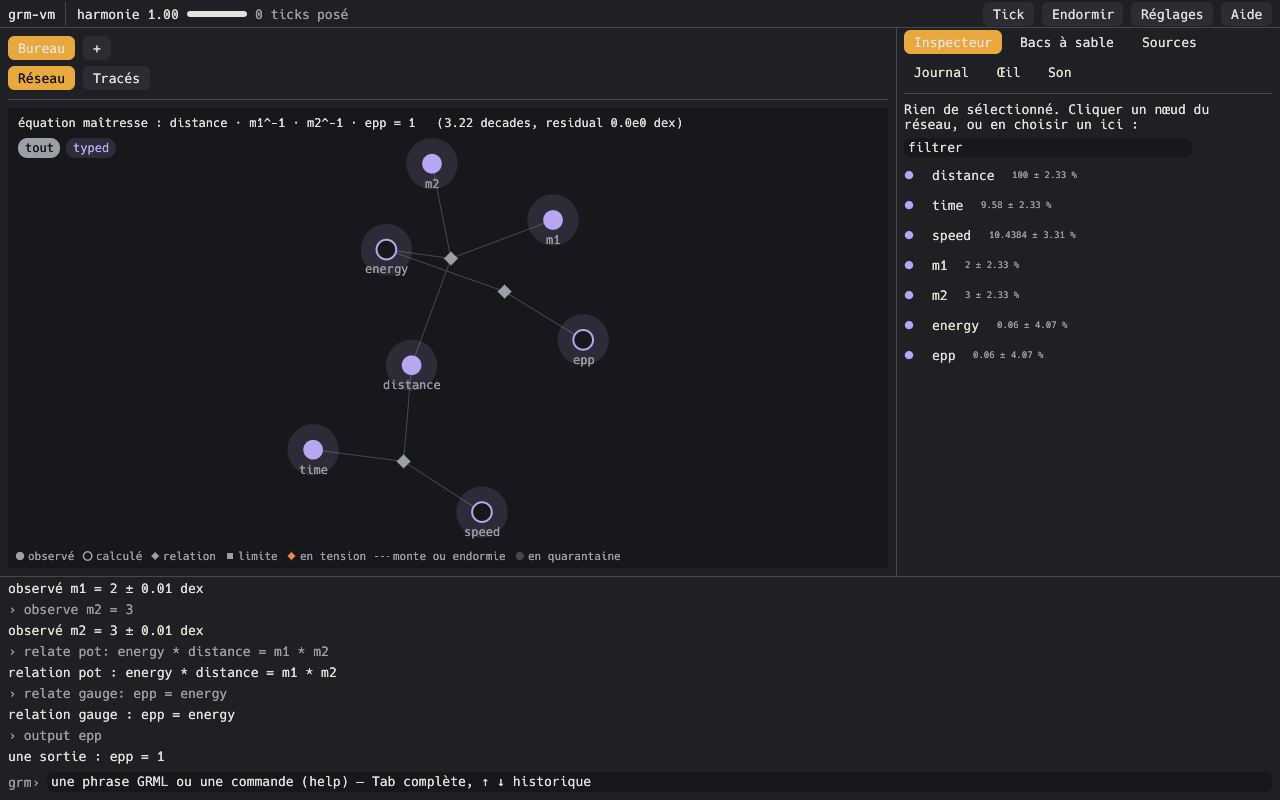 grm-vm harmonie 1.00 0 ticks posé Tick Endormir Réglages Aide
Bureau +
Réseau Tracés
équation maîtresse : distance · m1^-1 · m2^-1 · epp = 1 (3.22 decades, residual 0.0e0 dex)
tout typed
m2
m1
energy
epp
distance
time
speed
observé calculé relation limite en tension monte ou endormie en quarantaine
Inspecteur Bacs à sable Sources
Journal Œil Son
Rien de sélectionné. Cliquer un nœud du
réseau, ou en choisir un ici :
filtrer
distance 100 ± 2.33 %
time 9.58 ± 2.33 %
speed 10.4384 ± 3.31 %
m1 2 ± 2.33 %
m2 3 ± 2.33 %
energy 0.06 ± 4.07 %
epp 0.06 ± 4.07 %
observé m1 = 2 ± 0.01 dex
› observe m2 = 3
observé m2 = 3 ± 0.01 dex
› relate pot: energy * distance = m1 * m2
relation pot : energy * distance = m1 * m2
› relate gauge: epp = energy
relation gauge : epp = energy
› output epp
une sortie : epp = 1
grm› une phrase GRML ou une commande (help) — Tab complète, ↑ ↓ historique